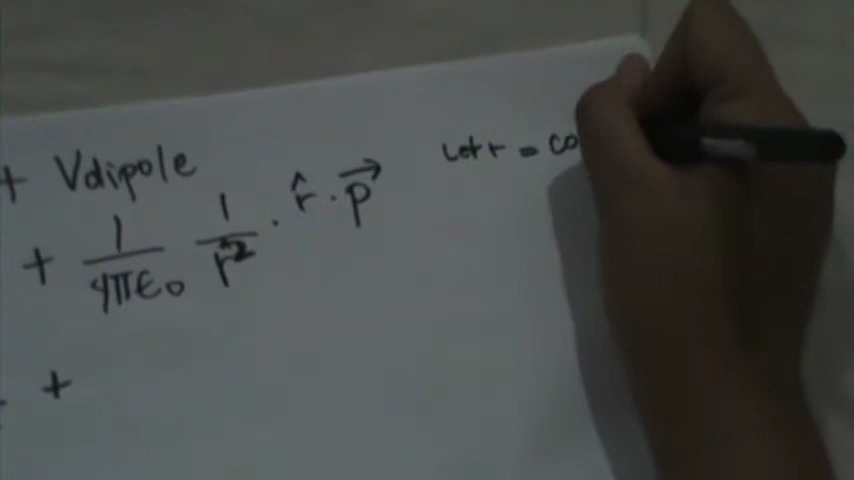 + Vdipole
Let r = co
+ 1/4πϵ₀ 1/r² · r̂ · p⃗
+